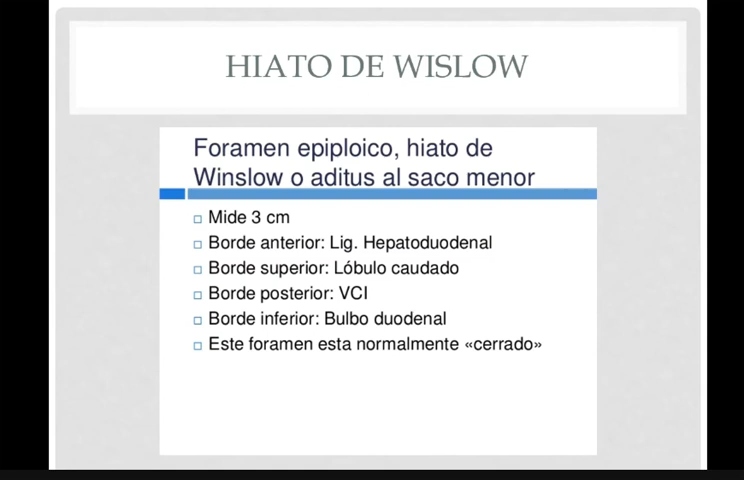 HIATO DE WISLOW
Foramen epiploico, hiato de
Winslow o aditus al saco menor
Mide 3 cm
Borde anterior: Lig. Hepatoduodenal
Borde superior: Lóbulo caudado
Borde posterior: VCI
Borde inferior: Bulbo duodenal
Este foramen esta normalmente «cerrado»